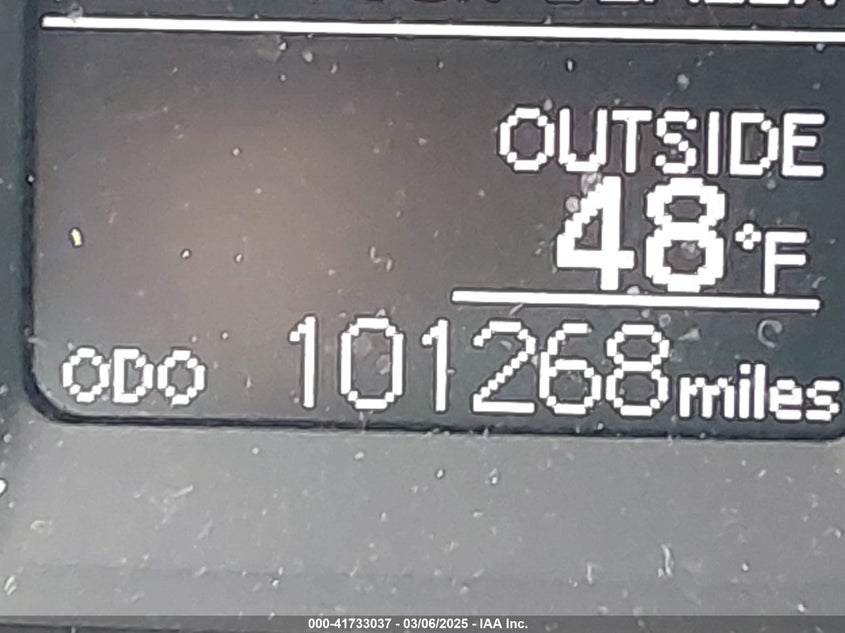 OUTSIDE
48°F
ODO 101268 miles
000-41733037 - 03/06/2025 - IAA Inc.